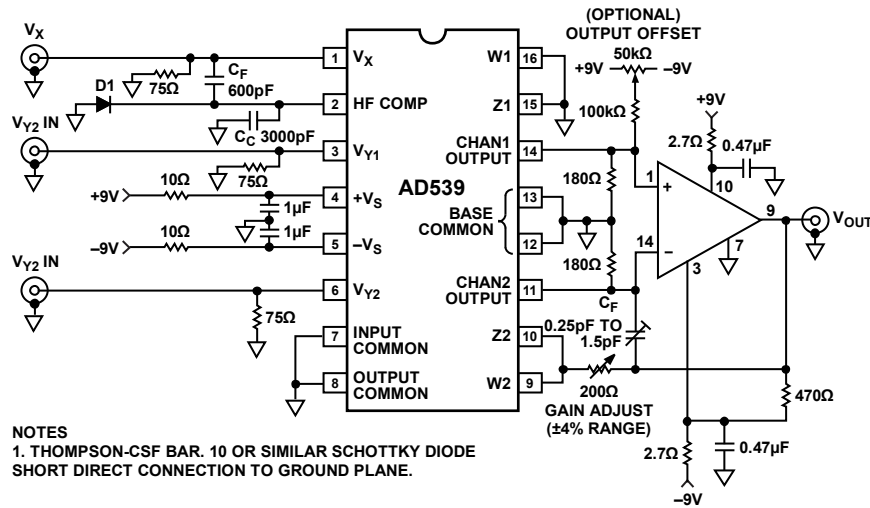 VX
75Ω
CF
600pF
D1
CC 3000pF
VY2 IN
75Ω
+9V
10Ω
1µF
1µF
–9V
10Ω
VY2 IN
75Ω
1
VX
2
HF COMP
3
VY1
4
+VS
5
–VS
6
VY2
7
INPUT
COMMON
8
OUTPUT
COMMON
AD539
W1
16
Z1
15
CHAN1
OUTPUT
14
BASE
COMMON
13
12
CHAN2
OUTPUT
11
Z2
10
W2
9
(OPTIONAL)
OUTPUT OFFSET
50kΩ
+9V
–9V
100kΩ
180Ω
180Ω
+9V
2.7Ω
0.47µF
1
+
10
9
VOUT
14
–
7
3
CF
0.25pF TO
1.5pF
200Ω
GAIN ADJUST
(±4% RANGE)
470Ω
2.7Ω
0.47µF
–9V
NOTES
1. THOMPSON-CSF BAR. 10 OR SIMILAR SCHOTTKY DIODE
SHORT DIRECT CONNECTION TO GROUND PLANE.